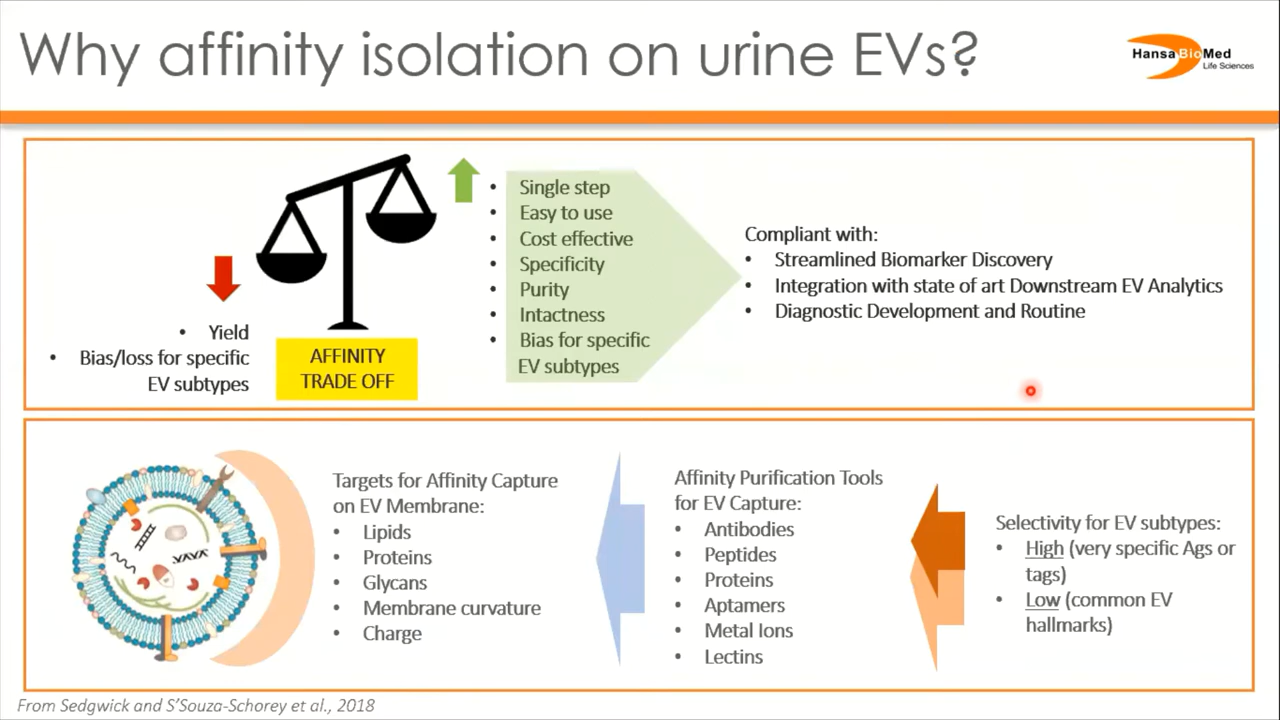 Why affinity isolation on urine EVs?
HansaBioMed
Life Sciences
• Yield
• Bias/loss for specific
EV subtypes
AFFINITY
TRADE OFF
• Single step
• Easy to use
• Cost effective
• Specificity
• Purity
• Intactness
• Bias for specific
EV subtypes
Compliant with:
• Streamlined Biomarker Discovery
• Integration with state of art Downstream EV Analytics
• Diagnostic Development and Routine
Targets for Affinity Capture
on EV Membrane:
• Lipids
• Proteins
• Glycans
• Membrane curvature
• Charge
Affinity Purification Tools
for EV Capture:
• Antibodies
• Peptides
• Proteins
• Aptamers
• Metal Ions
• Lectins
Selectivity for EV subtypes:
• High (very specific Ags or
tags)
• Low (common EV
hallmarks)
From Sedgwick and S’Souza-Schorey et al., 2018